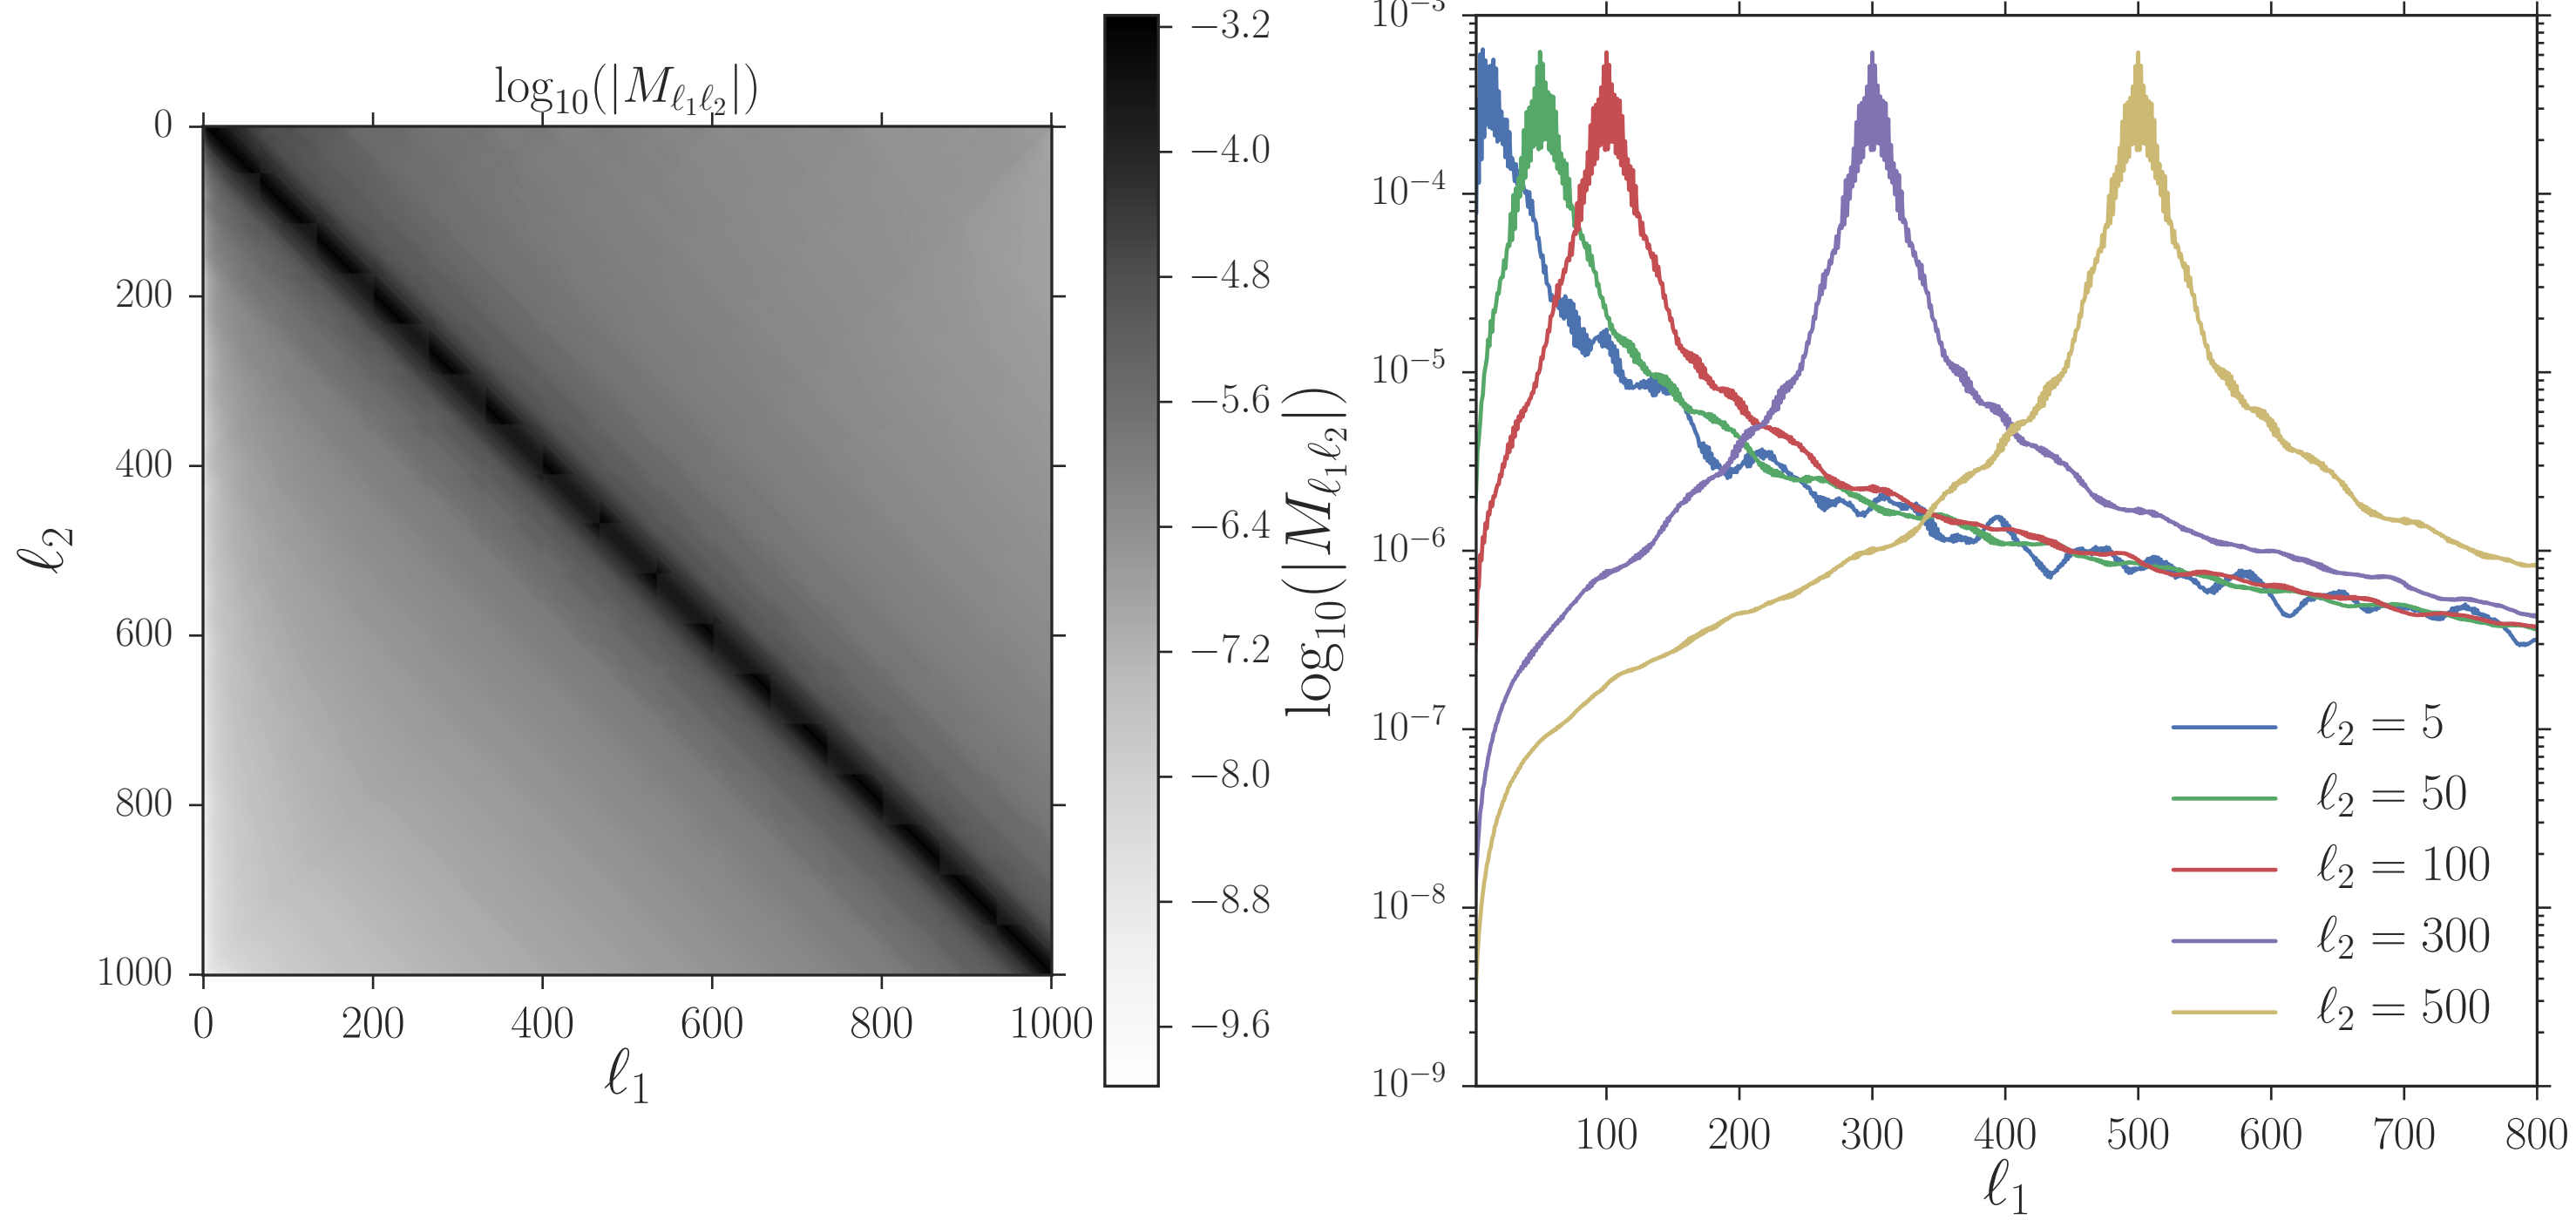 log₁₀(|M_ℓ₁ℓ₂|)
0
200
400
600
800
1000
ℓ₂
0 200 400 600 800 1000
ℓ₁
−3.2
−4.0
−4.8
−5.6
−6.4
−7.2
−8.0
−8.8
−9.6
log₁₀(|M_ℓ₁ℓ₂|)
10⁻³
10⁻⁴
10⁻⁵
10⁻⁶
10⁻⁷
10⁻⁸
10⁻⁹
ℓ₂ = 5
ℓ₂ = 50
ℓ₂ = 100
ℓ₂ = 300
ℓ₂ = 500
100 200 300 400 500 600 700 800
ℓ₁